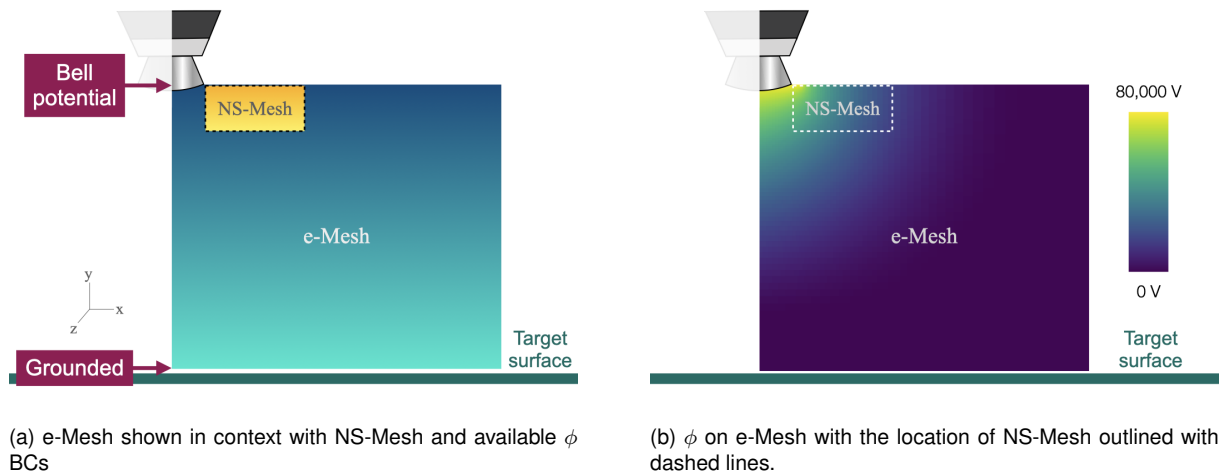 Bell
potential
NS-Mesh
e-Mesh
y
x
z
Grounded
Target
surface
(a) e-Mesh shown in context with NS-Mesh and available ϕ
BCs
80,000 V
NS-Mesh
e-Mesh
0 V
Target
surface
(b) ϕ on e-Mesh with the location of NS-Mesh outlined with
dashed lines.